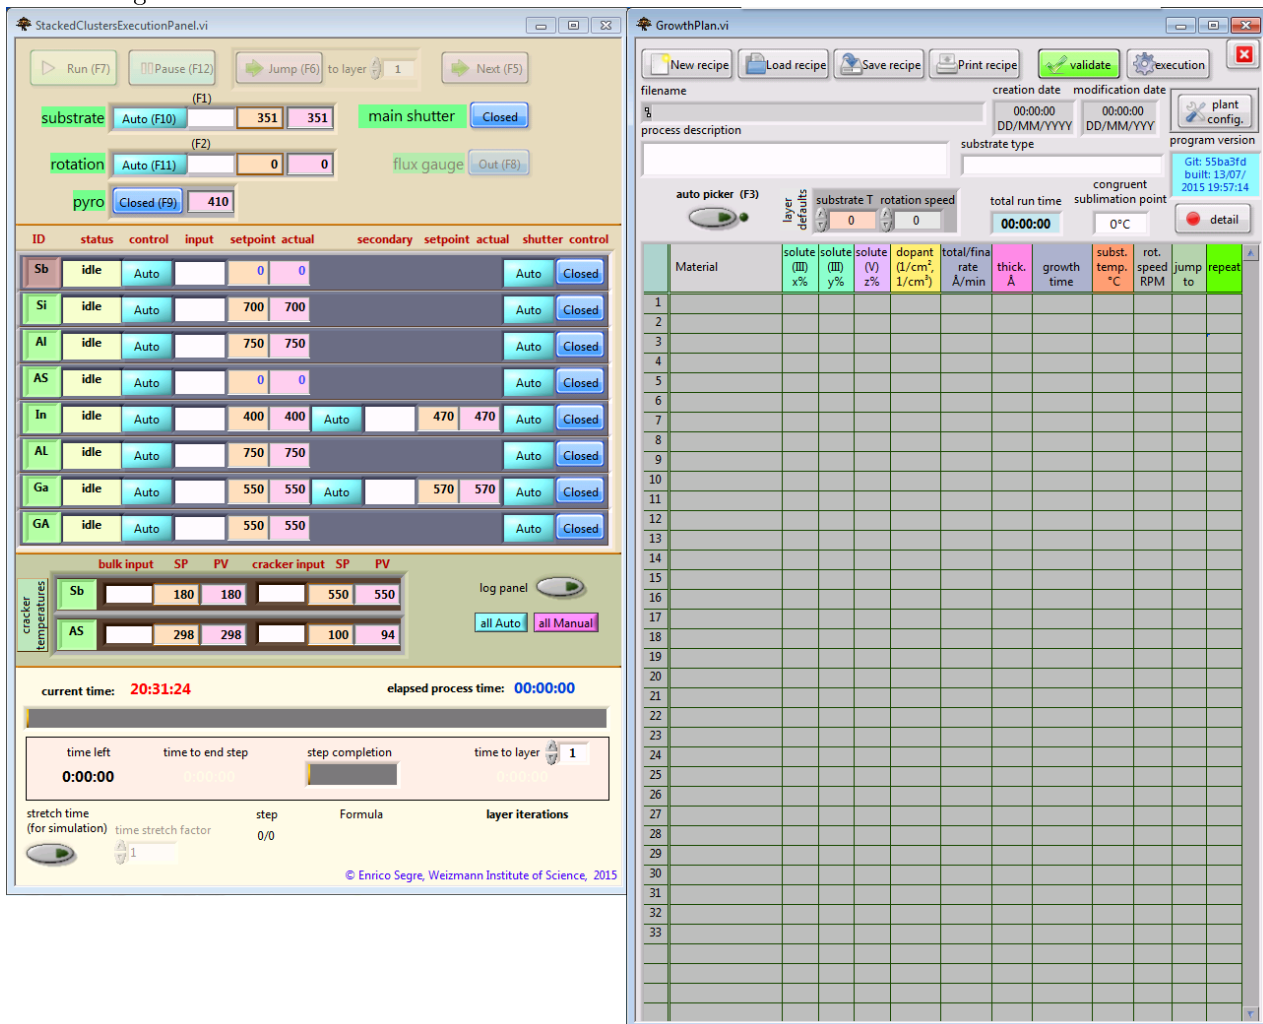 StackedClustersExecutionPanel.vi
Run (F7) Pause (F12) Jump (F6) to layer 1 Next (F5)
(F1)
substrate Auto (F10) 351 351 main shutter Closed
(F2)
rotation Auto (F11) 0 0 flux gauge Out (F8)
pyro Closed (F9) 410
ID status control input setpoint actual secondary setpoint actual shutter control
Sb idle Auto 0 0 Auto Closed
Si idle Auto 700 700 Auto Closed
Al idle Auto 750 750 Auto Closed
AS idle Auto 0 0 Auto Closed
In idle Auto 400 400 Auto 470 470 Auto Closed
AL idle Auto 750 750 Auto Closed
Ga idle Auto 550 550 Auto 570 570 Auto Closed
GA idle Auto 550 550 Auto Closed
bulk input SP PV cracker input SP PV
cracker
temperatures
Sb 180 180 550 550
AS 298 298 100 94
log panel
all Auto all Manual
current time: 20:31:24 elapsed process time: 00:00:00
time left time to end step step completion time to layer 1
0:00:00 0:00:00 0:00:00
stretch time
(for simulation) time stretch factor step Formula layer iterations
1 0/0
© Enrico Segre, Weizmann Institute of Science, 2015
GrowthPlan.vi
New recipe Load recipe Save recipe Print recipe validate execution
filename creation date modification date
%
00:00:00 00:00:00
DD/MM/YYYY DD/MM/YYY
plant
config.
process description
substrate type
program version
Git: 55ba3fd
built: 13/07/
2015 19:57:14
auto picker (F3)
layer
defaults
substrate T rotation speed
0 0
total run time
00:00:00
congruent
sublimation point
0°C
detail
Material
solute
(III)
x%
solute
(III)
y%
solute
(V)
z%
dopant
(1/cm²,
1/cm³)
total/fina
rate
Å/min
thick.
Å
growth
time
subst.
temp.
°C
rot.
speed
RPM
jump
to
repeat
1
2
3
4
5
6
7
8
9
10
11
12
13
14
15
16
17
18
19
20
21
22
23
24
25
26
27
28
29
30
31
32
33